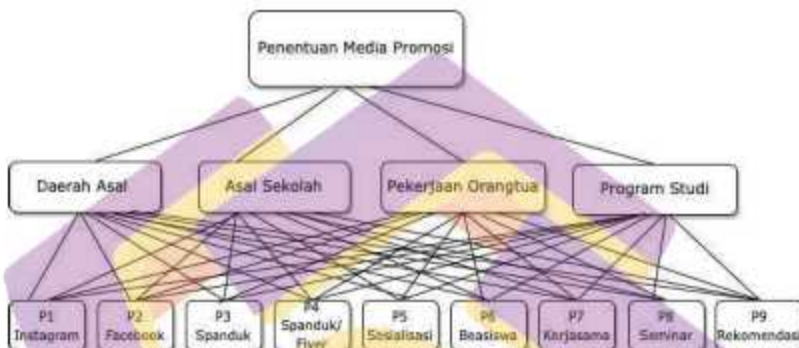 Penentuan Media Promosi
Daerah Asal
Asal Sekolah
Pekerjaan Orangtua
Program Studi
P1
Instagram
P2
Facebook
P3
Spanduk
P4
Spanduk/
Flyer
P5
Sosialisasi
P6
Beasiswa
P7
Kerjasama
P8
Seminar
P9
Rekomendasi